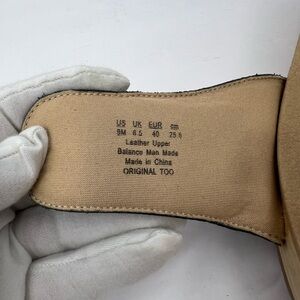 US UK EUR cm
9M 6.5 40 25.5
Leather Upper
Balance Man Made
Made in China
ORIGINAL TOO